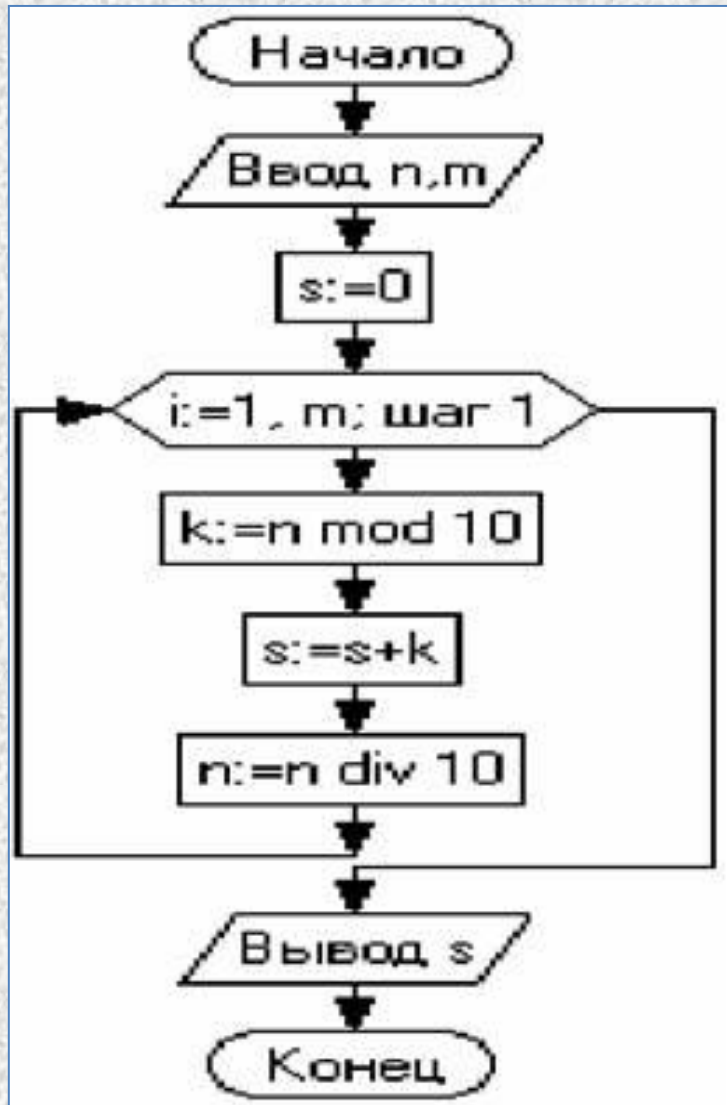 Начало
Ввод n,m
s:=0
i:=1, m; шаг 1
k:=n mod 10
s:=s+k
n:=n div 10
Вывод s
Конец